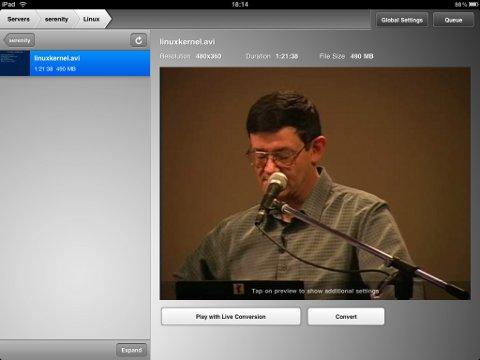 iPad 18:14 88%
Servers serenity Linux Global Settings Queue
serenity
linuxkernel.avi
1:21:38 490 MB
linuxkernel.avi
Resolution 480x360 Duration 1:21:38 File Size 490 MB
Tap on preview to show additional settings
Play with Live Conversion Convert
Expand